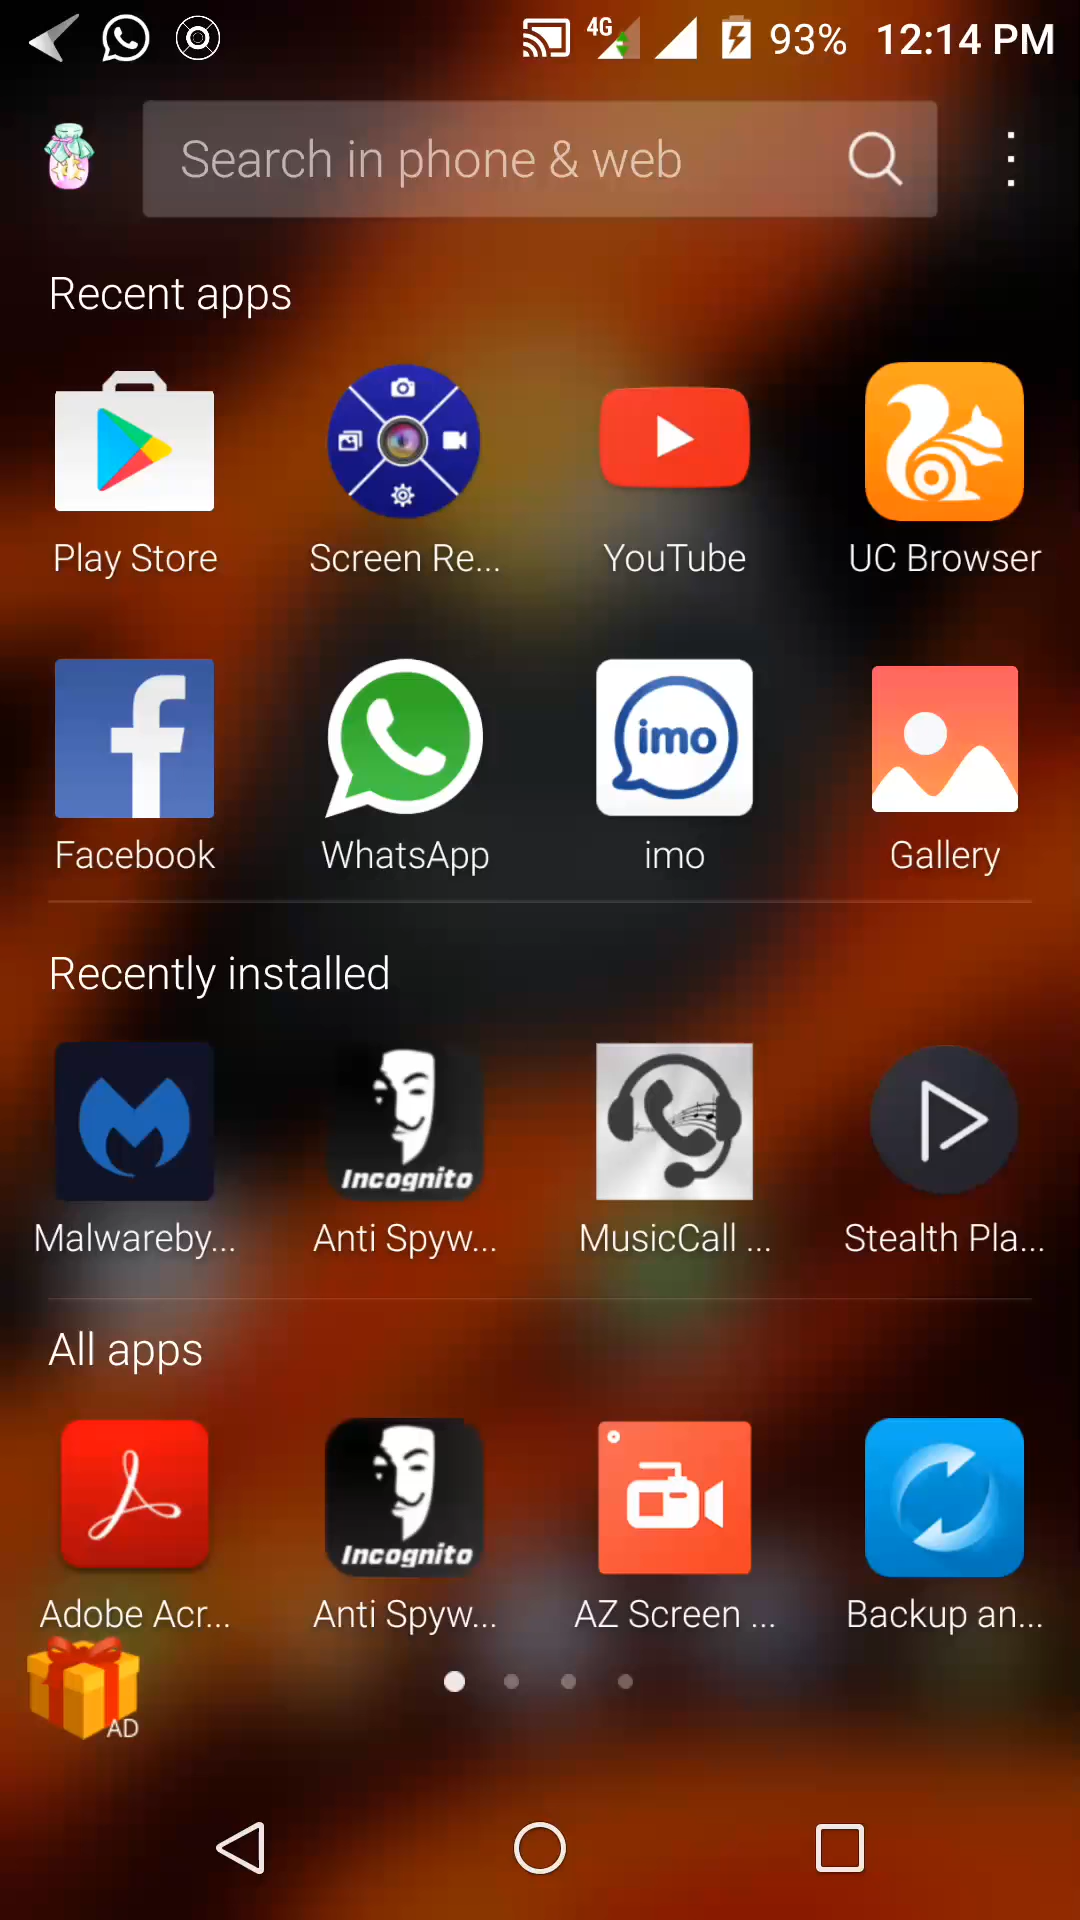 4G 93% 12:14 PM
Search in phone & web
Recent apps
Play Store Screen Re... YouTube UC Browser
imo
Facebook WhatsApp imo Gallery
Recently installed
Incognito
Malwareby... Anti Spyw... MusicCall ... Stealth Pla...
All apps
Incognito
Adobe Acr... Anti Spyw... AZ Screen ... Backup an...
AD